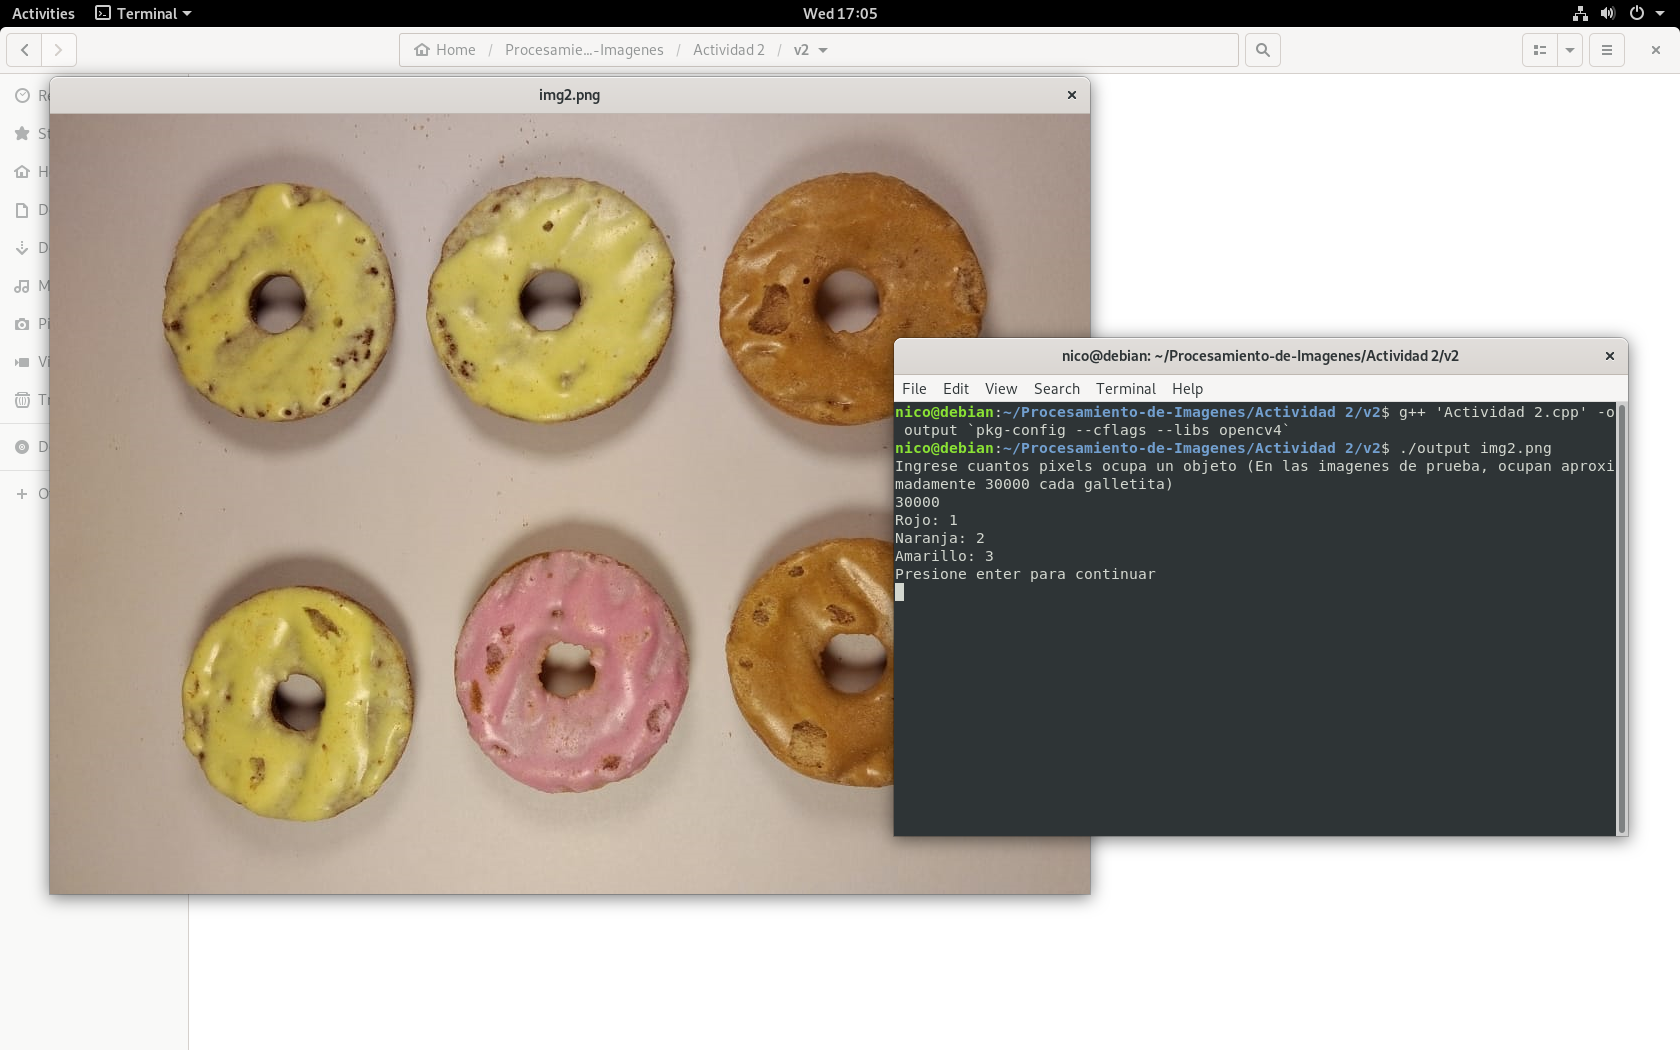 Activities
Terminal
Wed 17:05
Home / Procesamie...-Imagenes / Actividad 2 / v2
img2.png
nico@debian: ~/Procesamiento-de-Imagenes/Actividad 2/v2
File Edit View Search Terminal Help
nico@debian:~/Procesamiento-de-Imagenes/Actividad 2/v2$ g++ 'Actividad 2.cpp' -o
output `pkg-config --cflags --libs opencv4`
nico@debian:~/Procesamiento-de-Imagenes/Actividad 2/v2$ ./output img2.png
Ingrese cuantos pixels ocupa un objeto (En las imagenes de prueba, ocupan aproxi
madamente 30000 cada galletita)
30000
Rojo: 1
Naranja: 2
Amarillo: 3
Presione enter para continuar